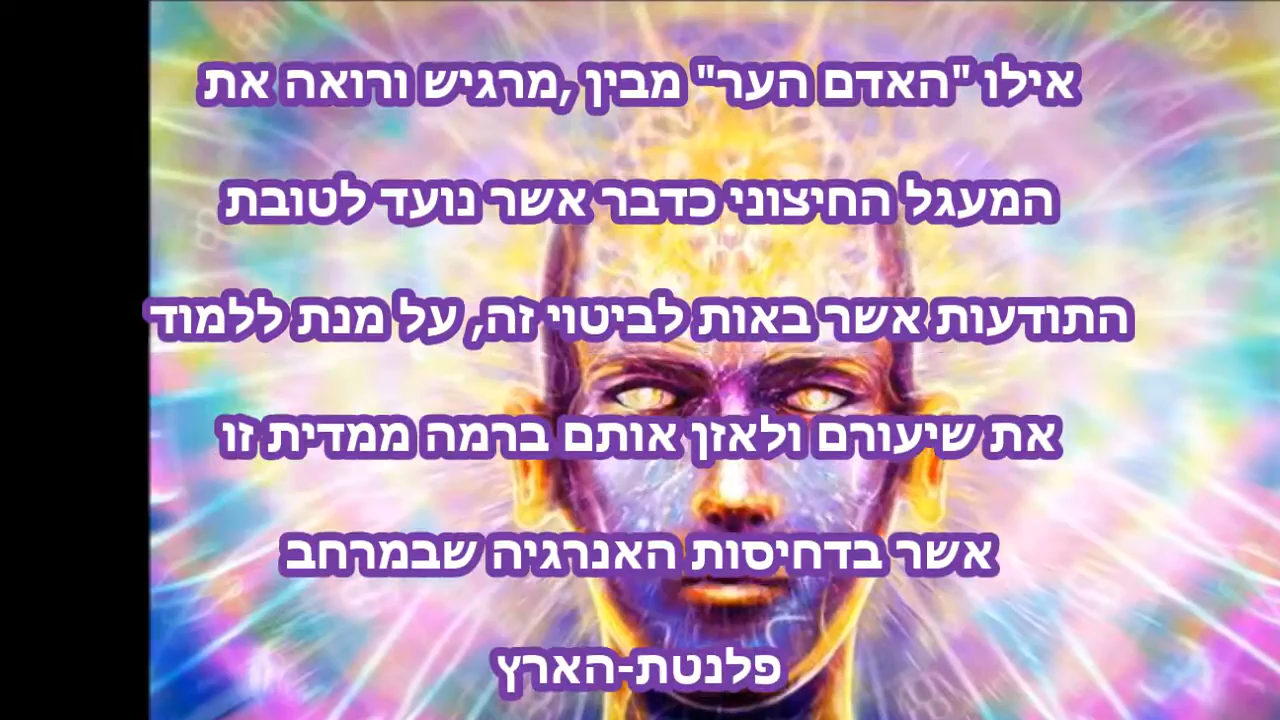 אילו "האדם הער" מבין ,מרגיש ורואה את
המעגל החיצוני כדבר אשר נועד לטובת
התודעות אשר באות לביטוי זה, על מנת ללמוד
את שיעורם ולאזן אותם ברמה ממדית זו
אשר בדחיסות האנרגיה שבמרחב
פלנטת-הארץ